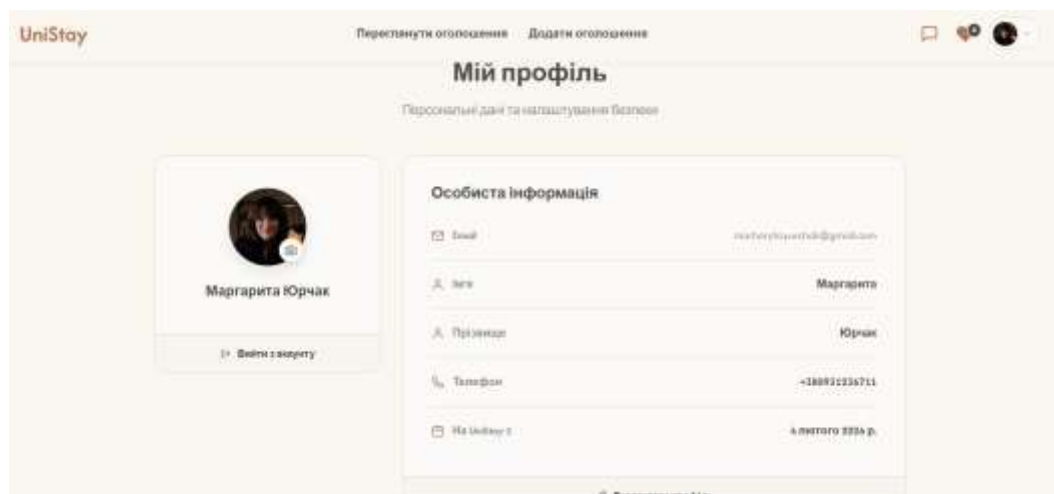 UniStay
Переглянути оголошення Додати оголошення
Мій профіль
Персональні дані та налаштування безпеки
Маргарита Юрчак
Вийти з акаунту
Особиста інформація
Email
Ім'я Маргарита
Прізвище Юрчак
Телефон
На UniStay з